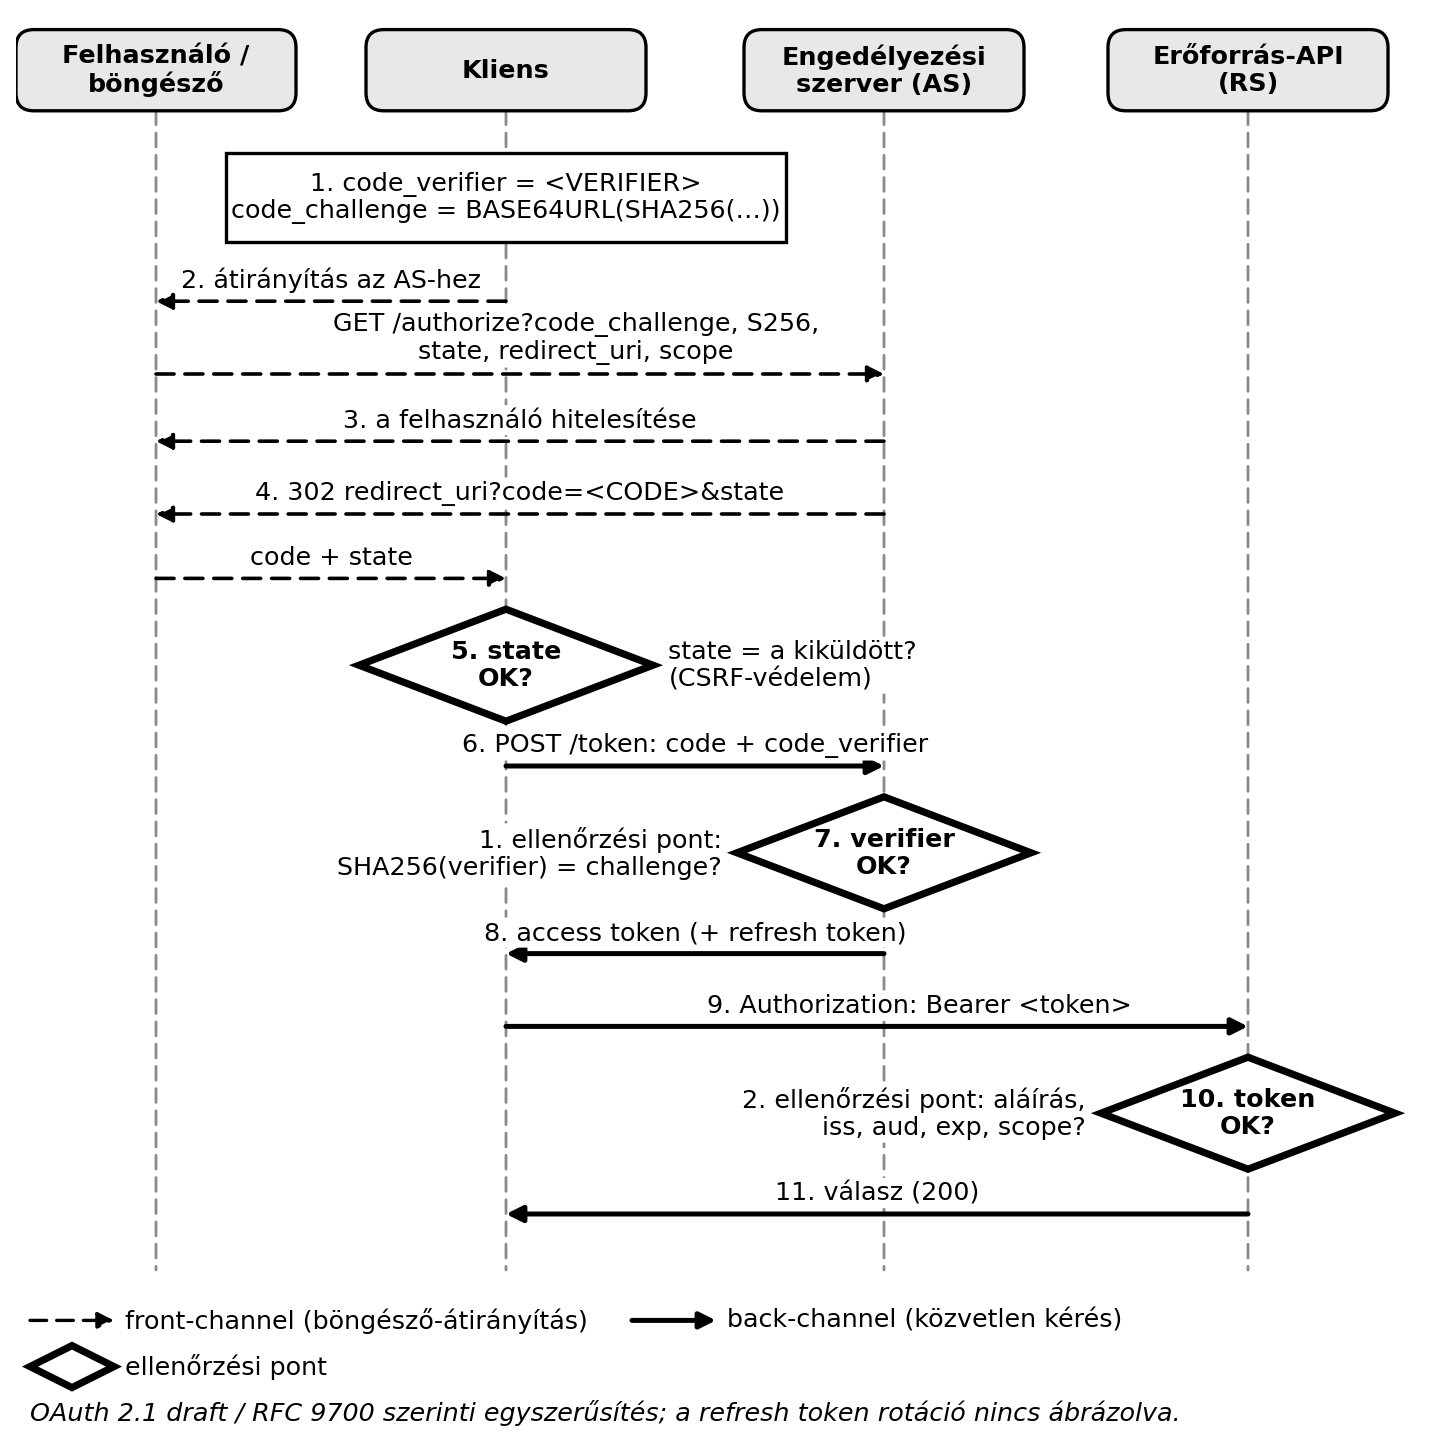 Felhasználó /
böngésző
Kliens
Engedélyezési
szerver (AS)
Erőforrás-API
(RS)
1. code_verifier = <VERIFIER>
code_challenge = BASE64URL(SHA256(…))
2. átirányítás az AS-hez
GET /authorize?code_challenge, S256,
state, redirect_uri, scope
3. a felhasználó hitelesítése
4. 302 redirect_uri?code=<CODE>&state
code + state
5. state
OK?
state = a kiküldött?
(CSRF-védelem)
6. POST /token: code + code_verifier
1. ellenőrzési pont:
SHA256(verifier) = challenge?
7. verifier
OK?
8. access token (+ refresh token)
9. Authorization: Bearer <token>
2. ellenőrzési pont: aláírás,
iss, aud, exp, scope?
10. token
OK?
11. válasz (200)
front-channel (böngésző-átirányítás)
back-channel (közvetlen kérés)
ellenőrzési pont
OAuth 2.1 draft / RFC 9700 szerinti egyszerűsítés; a refresh token rotáció nincs ábrázolva.